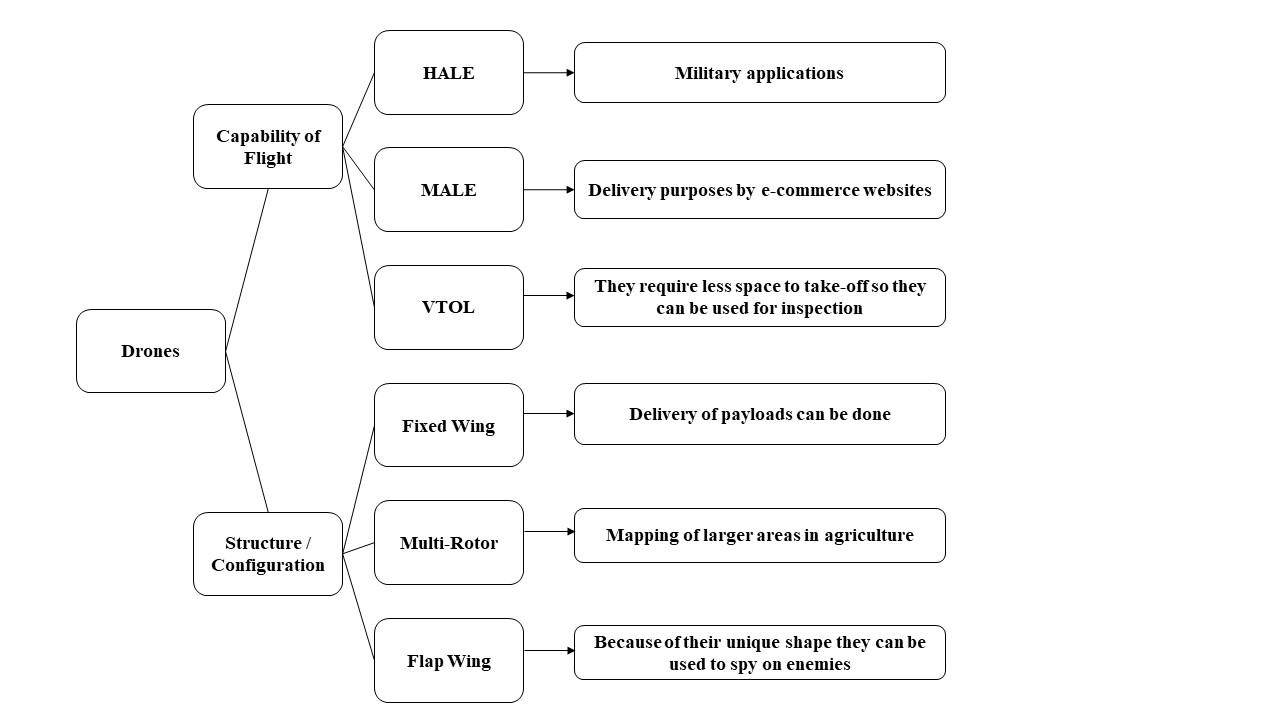 HALE
Military applications
Capability of
Flight
MALE
Delivery purposes by e-commerce websites
VTOL
They require less space to take-off so they
can be used for inspection
Drones
Fixed Wing
Delivery of payloads can be done
Structure /
Configuration
Multi-Rotor
Mapping of larger areas in agriculture
Flap Wing
Because of their unique shape they can be
used to spy on enemies